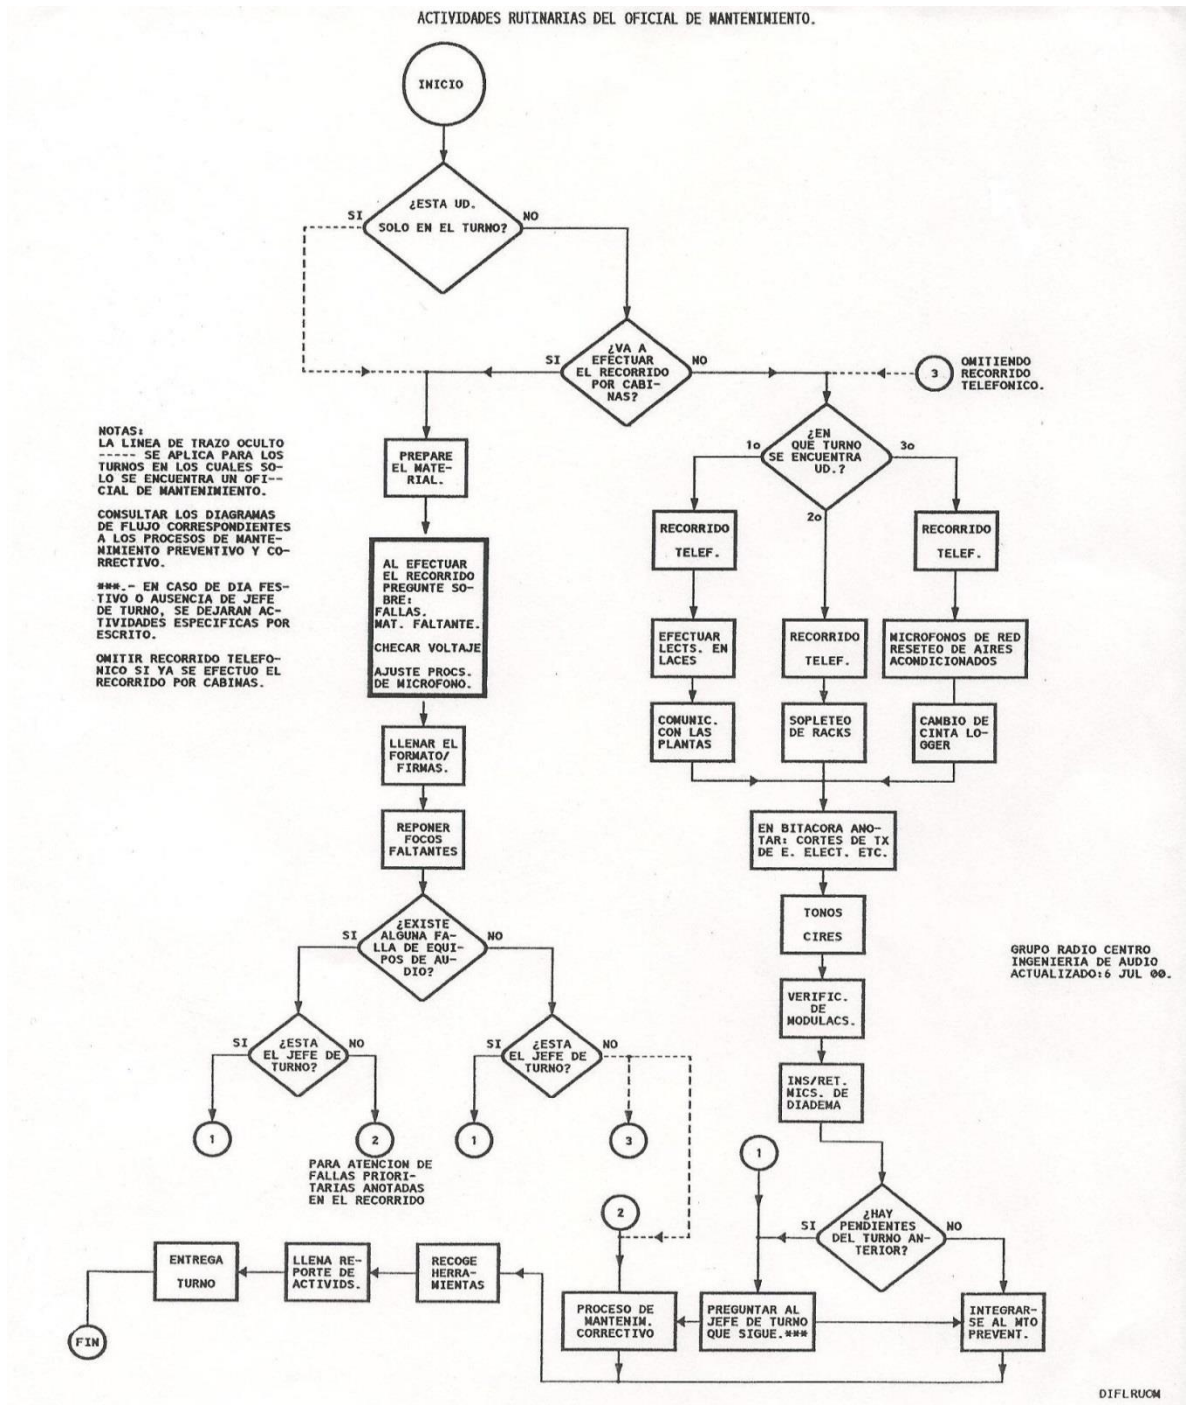 ACTIVIDADES RUTINARIAS DEL OFICIAL DE MANTENIMIENTO.
INICIO
¿ESTA UD.
SOLO EN EL TURNO?
SI
NO
¿VA A
EFECTUAR
EL RECORRIDO
POR CABI-
NAS?
SI
NO
3
OMITIENDO
RECORRIDO
TELEFONICO.
NOTAS:
LA LINEA DE TRAZO OCULTO
----- SE APLICA PARA LOS
TURNOS EN LOS CUALES SO-
LO SE ENCUENTRA UN OFI--
CIAL DE MANTENIMIENTO.
CONSULTAR LOS DIAGRAMAS
DE FLUJO CORRESPONDIENTES
A LOS PROCESOS DE MANTE-
NIMIENTO PREVENTIVO Y CO-
RRECTIVO.
***.- EN CASO DE DIA FES-
TIVO O AUSENCIA DE JEFE
DE TURNO, SE DEJARAN AC-
TIVIDADES ESPECIFICAS POR
ESCRITO.
OMITIR RECORRIDO TELEFO-
NICO SI YA SE EFECTUO EL
RECORRIDO POR CABINAS.
PREPARE
EL MATE-
RIAL.
AL EFECTUAR
EL RECORRIDO
PREGUNTE SO-
BRE:
FALLAS.
MAT. FALTANTE.
CHECAR VOLTAJE
AJUSTE PROCS.
DE MICROFONO.
LLENAR EL
FORMATO/
FIRMAS.
REPONER
FOCOS
FALTANTES
¿EN
QUE TURNO
SE ENCUENTRA
UD.?
1o
2o
3o
RECORRIDO
TELEF.
EFECTUAR
LECTS. EN
LACES
COMUNIC.
CON LAS
PLANTAS
RECORRIDO
TELEF.
SOPLETEO
DE RACKS
RECORRIDO
TELEF.
MICROFONOS DE RED
RESETEO DE AIRES
ACONDICIONADOS
CAMBIO DE
CINTA LO-
GGER
EN BITACORA ANO-
TAR: CORTES DE TX
DE E. ELECT. ETC.
TONOS
CIRES
VERIFIC.
DE
MODULACS.
INS/RET.
MICS. DE
DIADEMA
GRUPO RADIO CENTRO
INGENIERIA DE AUDIO
ACTUALIZADO:6 JUL 00.
¿EXISTE
ALGUNA FA-
LLA DE EQUI-
POS DE AU-
DIO?
SI
NO
¿ESTA
EL JEFE DE
TURNO?
SI
NO
1
2
PARA ATENCION DE
FALLAS PRIORI-
TARIAS ANOTADAS
EN EL RECORRIDO
¿ESTA
EL JEFE DE
TURNO?
SI
NO
1
3
1
2
¿HAY
PENDIENTES
DEL TURNO AN-
TERIOR?
SI
NO
ENTREGA
TURNO
LLENA RE-
PORTE DE
ACTIVIDS.
RECOGE
HERRA-
MIENTAS
PROCESO DE
MANTENIM.
CORRECTIVO
PREGUNTAR AL
JEFE DE TURNO
QUE SIGUE.***
INTEGRAR-
SE AL MTO
PREVENT.
FIN
DIFLRUOM